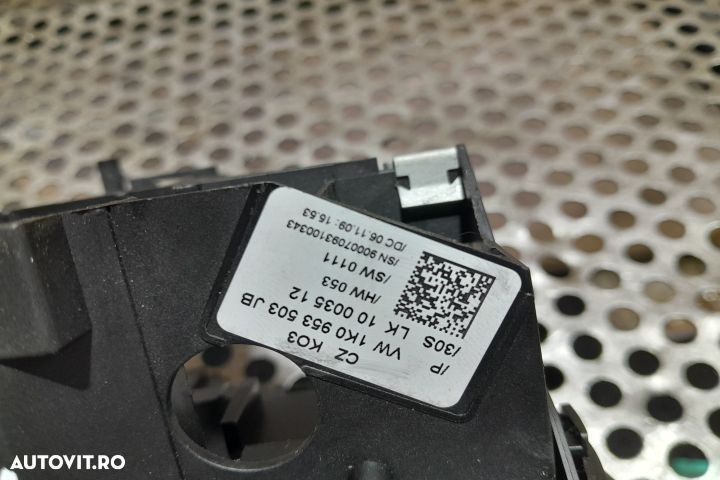 /P CZ KO3
VW 1K0 953 503 JB
/30S LK 10 0035 12
/HW 053
/SW 0111
/SN 9000793100343
/DC 06.11.09; 15.53
AUTOVIT.RO